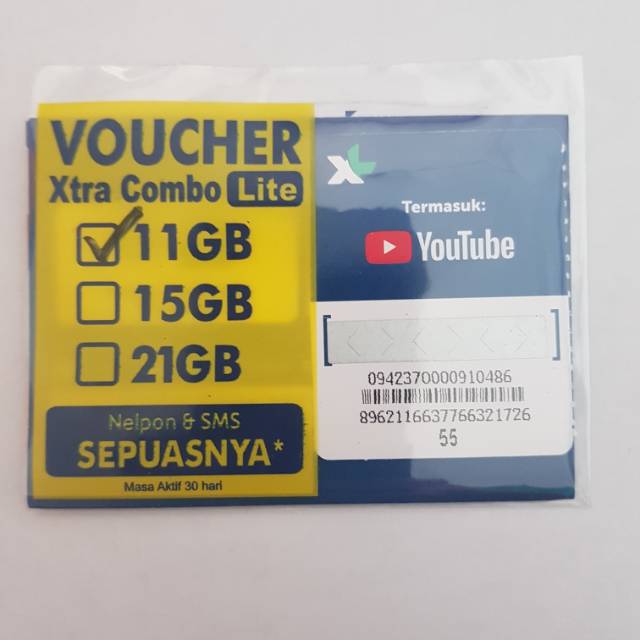 VOUCHER
Xtra Combo Lite
11GB
15GB
21GB
Nelpon & SMS
SEPUASNYA*
Masa Aktif 30 hari
XL
Termasuk:
YouTube
0942370000910486
8962116637766321726
55